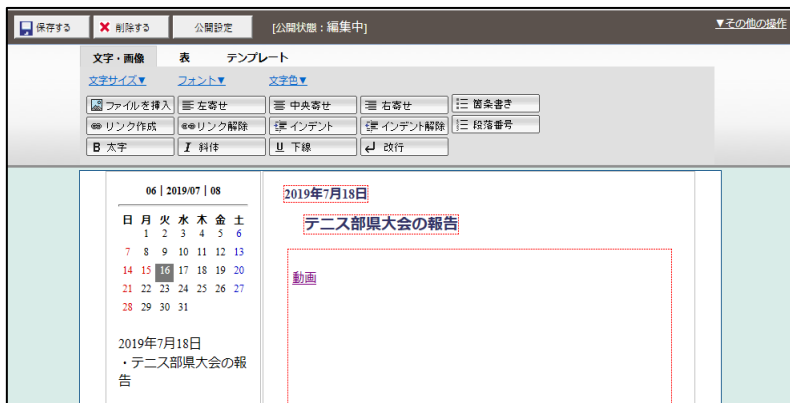 保存する 削除する 公開設定 [公開状態：編集中] ▼その他の操作
文字・画像 表 テンプレート
文字サイズ▼ フォント▼ 文字色▼
ファイルを挿入 左寄せ 中央寄せ 右寄せ 箇条書き
リンク作成 リンク解除 インデント インデント解除 段落番号
B 太字 I 斜体 U 下線 改行
06 | 2019/07 | 08
日 月 火 水 木 金 土
1 2 3 4 5 6
7 8 9 10 11 12 13
14 15 16 17 18 19 20
21 22 23 24 25 26 27
28 29 30 31
2019年7月18日
・テニス部県大会の報
告
2019年7月18日
テニス部県大会の報告
動画